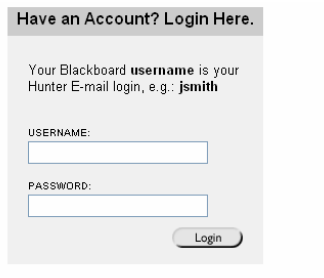 Have an Account? Login Here.
Your Blackboard username is your
Hunter E-mail login, e.g.: jsmith
USERNAME:
PASSWORD:
Login